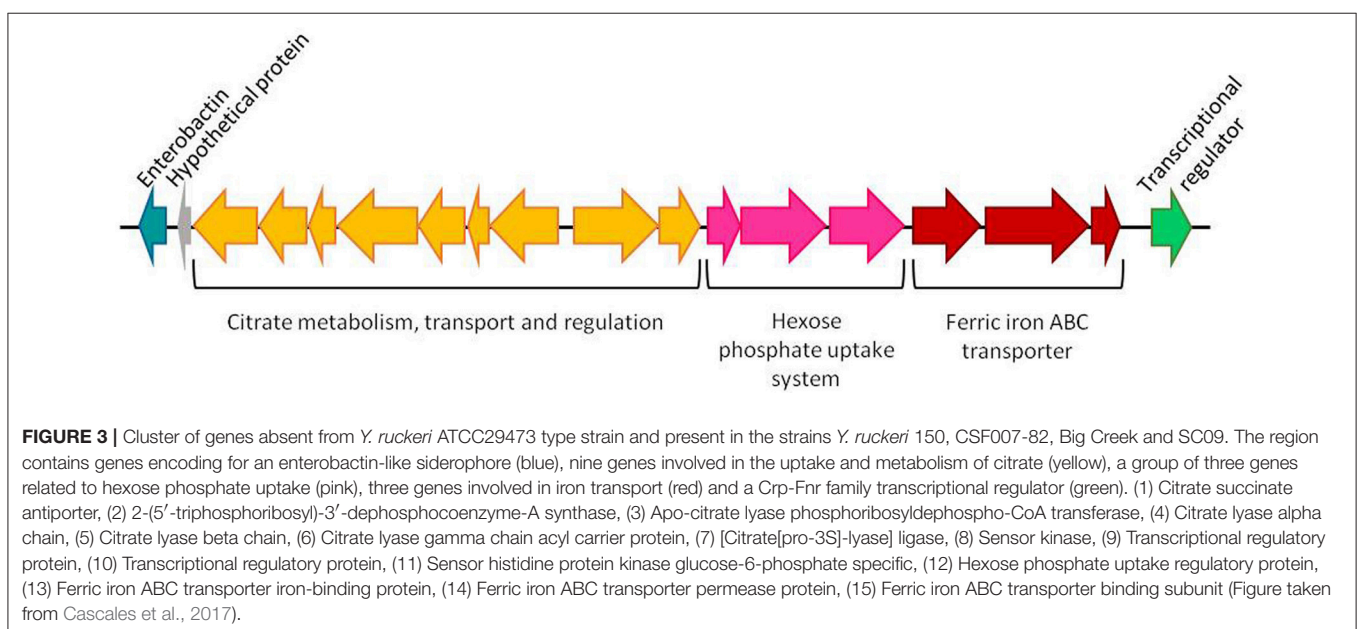 Enterobactin
Hypothetical protein
Transcriptional
regulator
Citrate metabolism, transport and regulation
Hexose
phosphate uptake
system
Ferric iron ABC
transporter
FIGURE 3 | Cluster of genes absent from Y. ruckeri ATCC29473 type strain and present in the strains Y. ruckeri 150, CSF007-82, Big Creek and SC09. The region
contains genes encoding for an enterobactin-like siderophore (blue), nine genes involved in the uptake and metabolism of citrate (yellow), a group of three genes
related to hexose phosphate uptake (pink), three genes involved in iron transport (red) and a Crp-Fnr family transcriptional regulator (green). (1) Citrate succinate
antiporter, (2) 2-(5′-triphosphoribosyl)-3′-dephosphocoenzyme-A synthase, (3) Apo-citrate lyase phosphoribosyldephospho-CoA transferase, (4) Citrate lyase alpha
chain, (5) Citrate lyase beta chain, (6) Citrate lyase gamma chain acyl carrier protein, (7) [Citrate[pro-3S]-lyase] ligase, (8) Sensor kinase, (9) Transcriptional regulatory
protein, (10) Transcriptional regulatory protein, (11) Sensor histidine protein kinase glucose-6-phosphate specific, (12) Hexose phosphate uptake regulatory protein,
(13) Ferric iron ABC transporter iron-binding protein, (14) Ferric iron ABC transporter permease protein, (15) Ferric iron ABC transporter binding subunit (Figure taken
from Cascales et al., 2017).